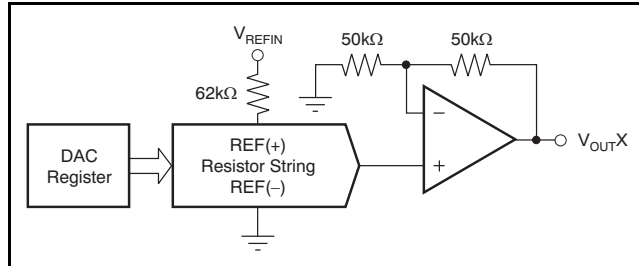 V_REFIN
50kΩ
50kΩ
62kΩ
DAC
Register
REF(+)
Resistor String
REF(−)
−
+
V_OUTX